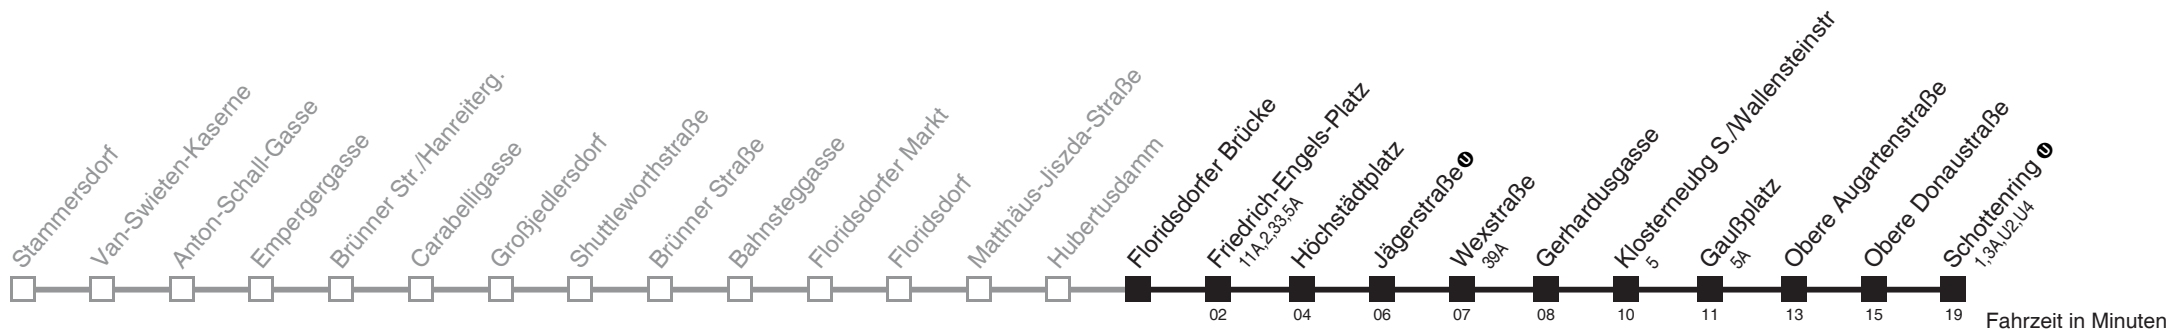 Stammersdorf
Van-Swieten-Kaserne
Anton-Schall-Gasse
Empergergasse
Brünner Str./Hanreiterg.
Carabelligasse
Großjedlersdorf
Shuttleworthstraße
Brünner Straße
Bahnsteggasse
Floridsdorfer Markt
Floridsdorf
Matthäus-Jiszda-Straße
Hubertusdamm
Floridsdorfer Brücke
Friedrich-Engels-Platz
11A,2,33,5A
Höchstädtplatz
Jägerstraße U
Wexstraße
39A
Gerhardusgasse
Klosterneubg S./Wallensteinstr
5
Gaußplatz
5A
Obere Augartenstraße
Obere Donaustraße
Schottenring U
1,3A,U2,U4
02 04 06 07 08 10 11 13 15 19
Fahrzeit in Minuten